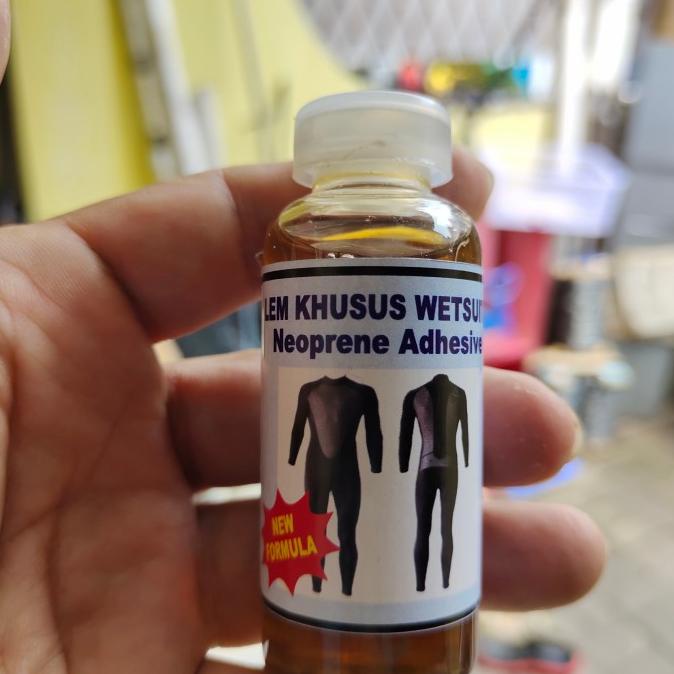 LEM KHUSUS WETSUIT
Neoprene Adhesive
NEW
FORMULA